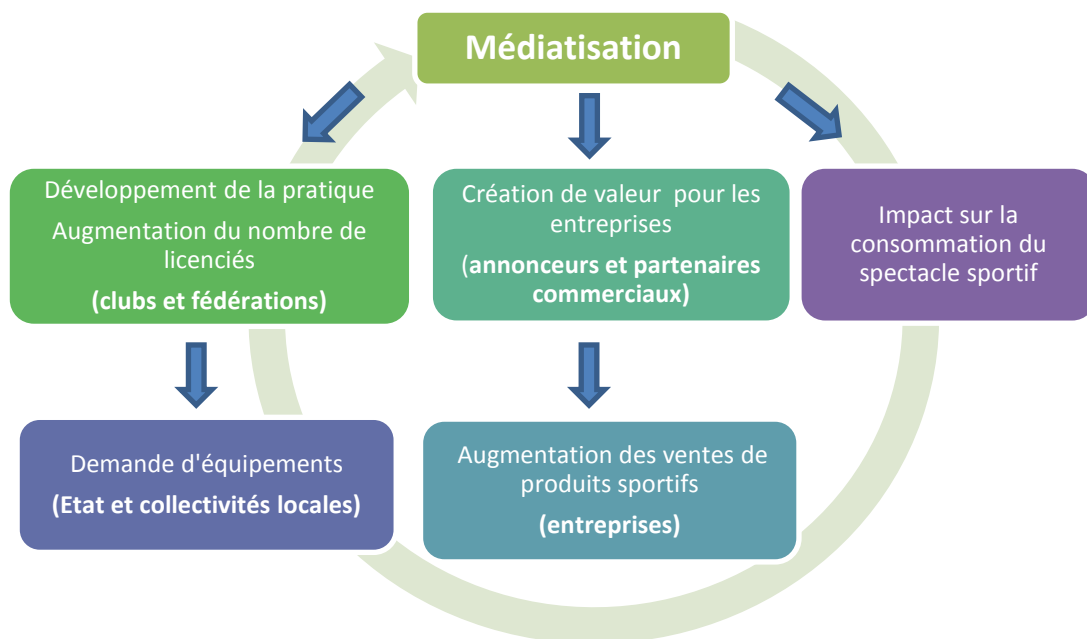 Médiatisation
Développement de la pratique
Augmentation du nombre de
licenciés
(clubs et fédérations)
Création de valeur pour les
entreprises
(annonceurs et partenaires
commerciaux)
Impact sur la
consommation du
spectacle sportif
Demande d'équipements
(Etat et collectivités locales)
Augmentation des ventes de
produits sportifs
(entreprises)